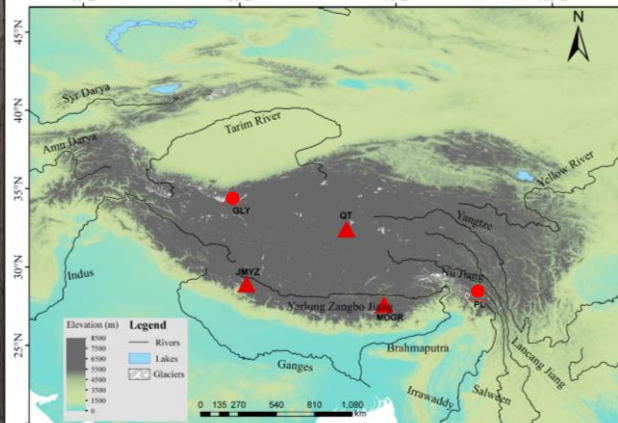 N
45°N
40°N
35°N
30°N
25°N
Syr Darya
Amu Darya
Tarim River
Yellow River
GLY
QT
Yangtze
Indus
JMYZ
Nu Jiang
Yarlung Zangbo Jiang
MDGR
Lancang Jiang
Ganges
Brahmaputra
Irrawaddy
Salween
Elevation (m)
8500
7500
6500
5500
4500
3500
2500
1500
0
Legend
Rivers
Lakes
Glaciers
0 135 270 540 810 1,080
km